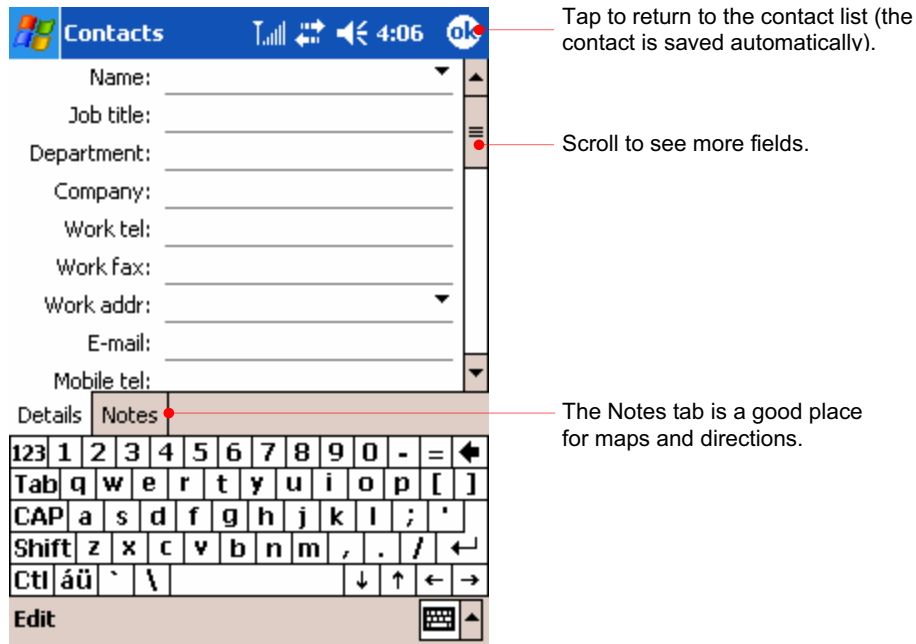 Contacts 4:06 ok
Tap to return to the contact list (the
contact is saved automatically).
Name:
Job title:
Scroll to see more fields.
Department:
Company:
Work tel:
Work fax:
Work addr:
E-mail:
Mobile tel:
Details Notes
The Notes tab is a good place
for maps and directions.
123 1 2 3 4 5 6 7 8 9 0 - = ←
Tab q w e r t y u i o p [ ]
CAP a s d f g h j k l ; '
Shift z x c v b n m , . / ↵
Ctl áü ` \ ↓ ↑ ← →
Edit